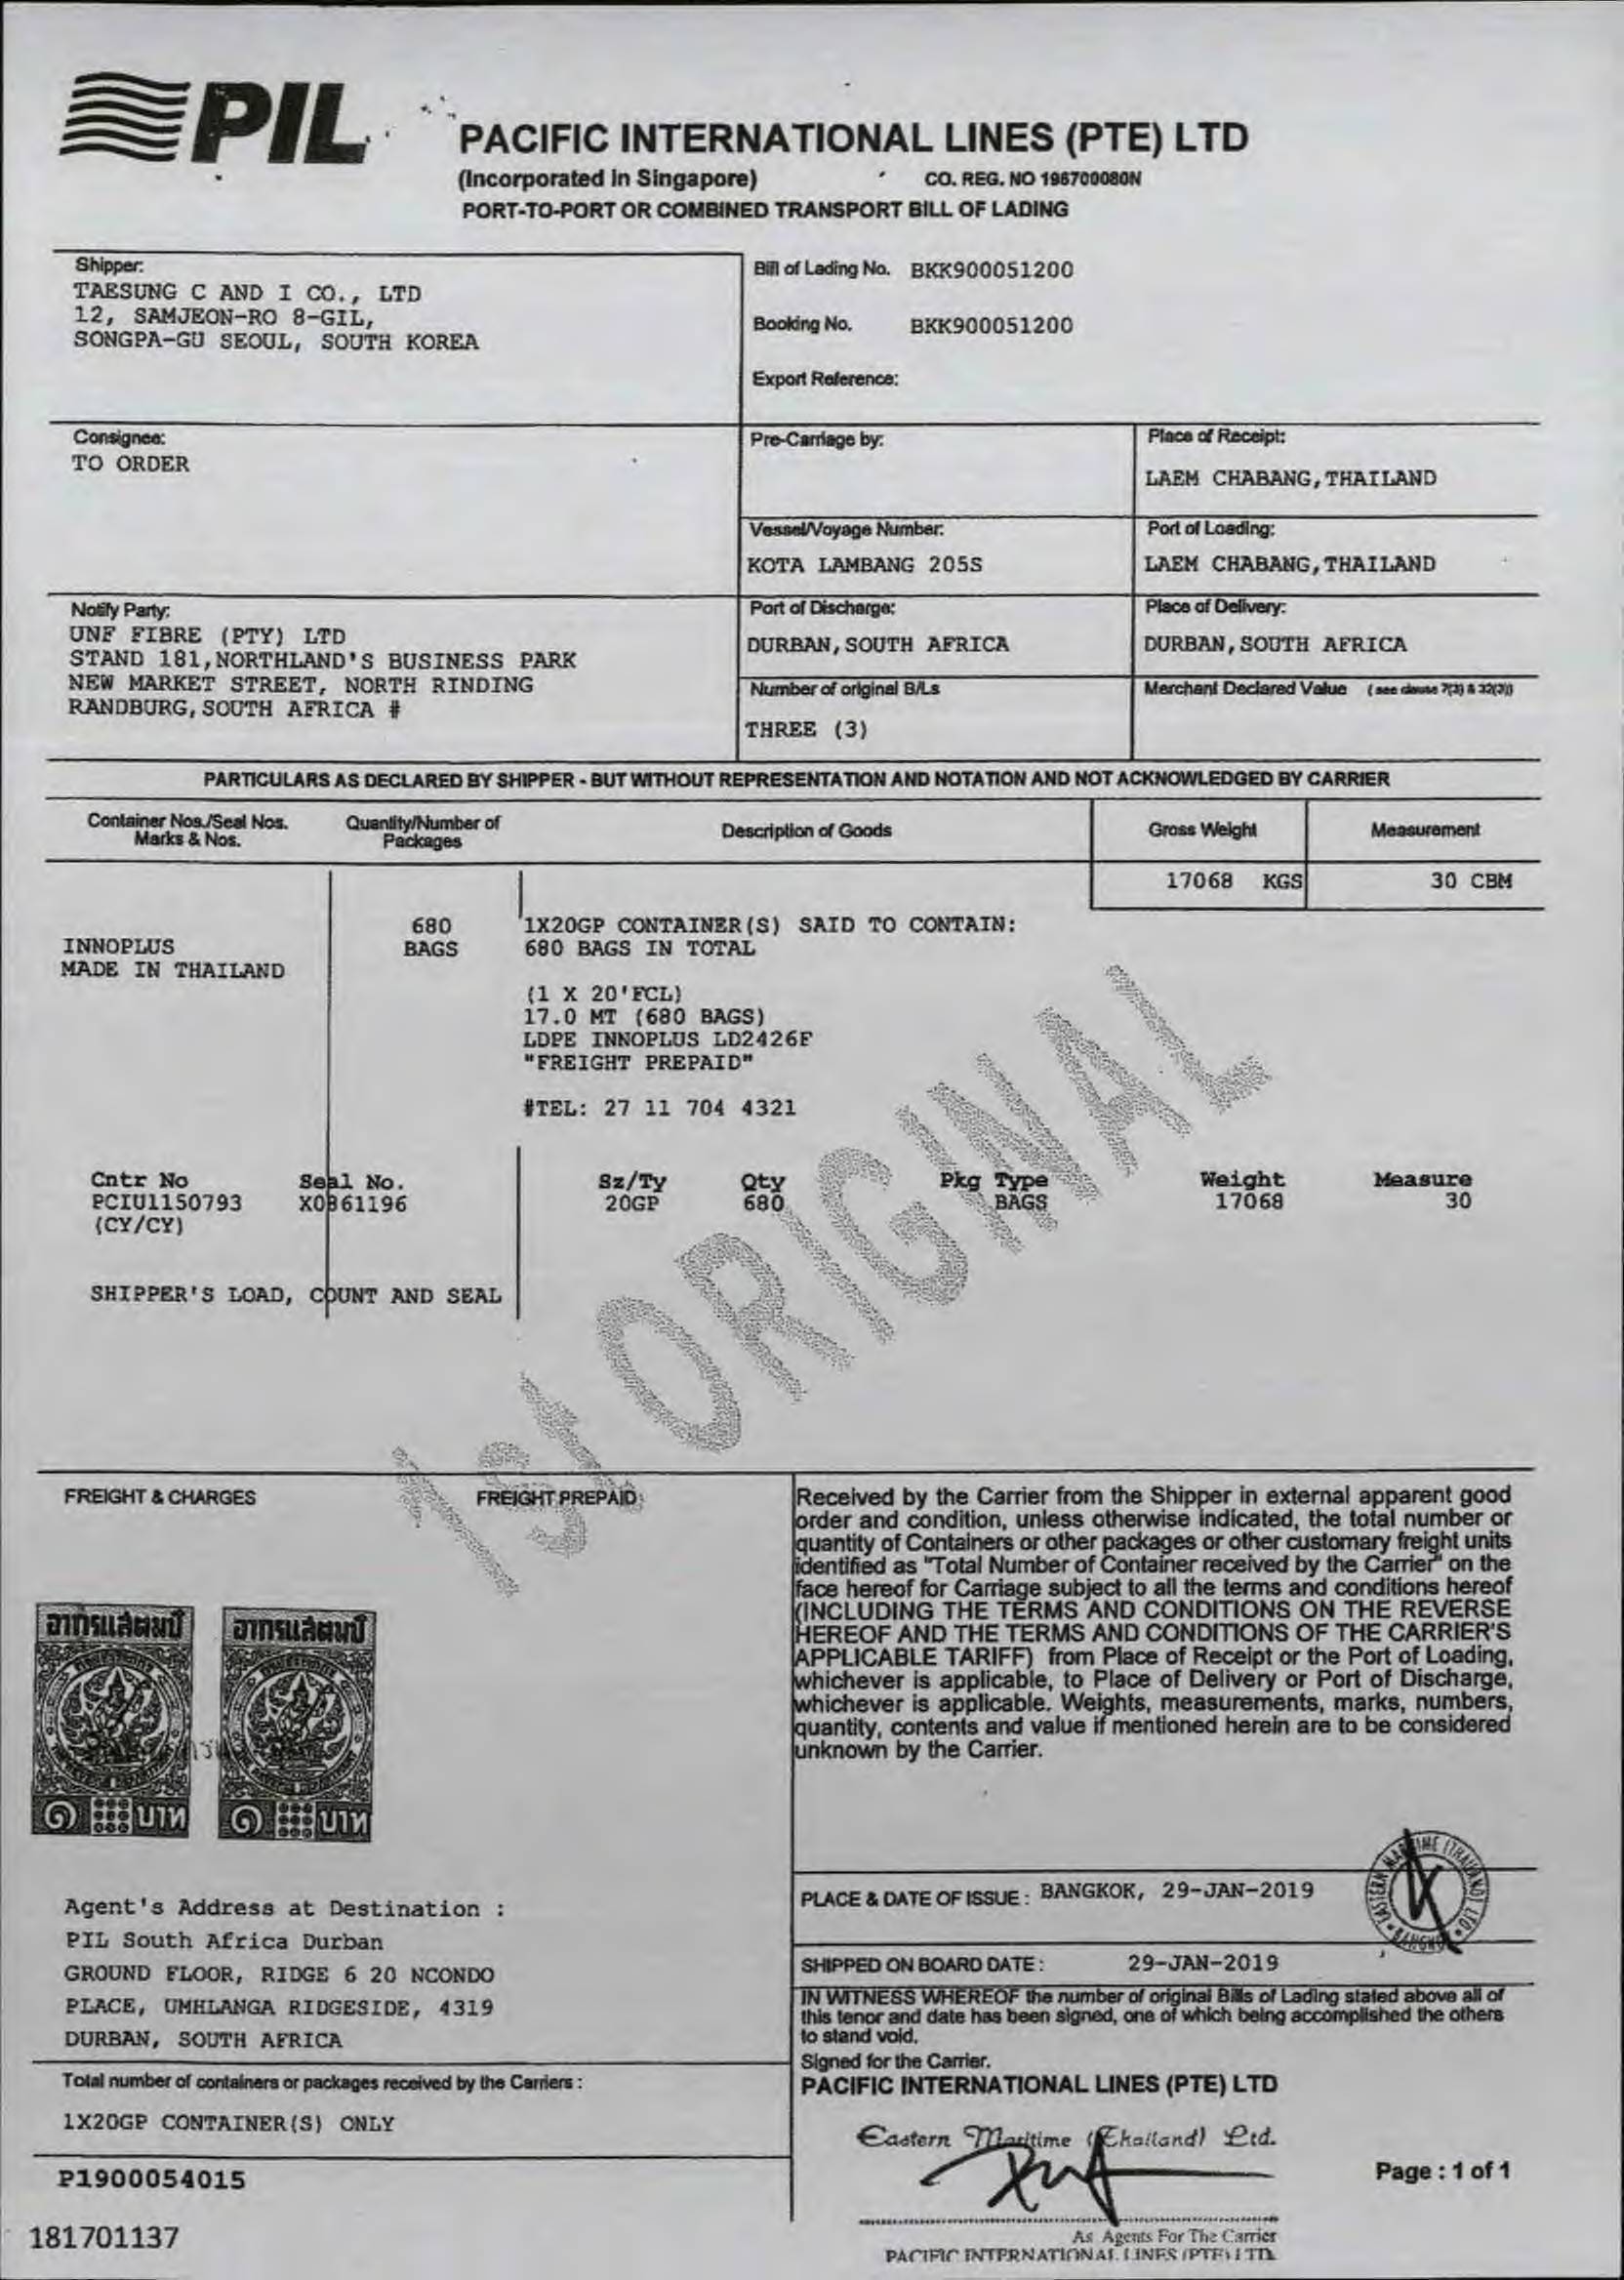 PIL
PACIFIC INTERNATIONAL LINES (PTE) LTD
(Incorporated in Singapore) CO. REG. NO 196700080N
PORT-TO-PORT OR COMBINED TRANSPORT BILL OF LADING
Shipper:
TAESUNG C AND I CO., LTD
12, SAMJEON-RO 8-GIL,
SONGPA-GU SEOUL, SOUTH KOREA
Bill of Lading No. BKK900051200
Booking No. BKK900051200
Export Reference:
Consignee:
TO ORDER
Pre-Carriage by:
Place of Receipt:
LAEM CHABANG, THAILAND
Vessel/Voyage Number:
KOTA LAMBANG 205S
Port of Loading:
LAEM CHABANG, THAILAND
Notify Party:
UNF FIBRE (PTY) LTD
STAND 181, NORTHLAND'S BUSINESS PARK
NEW MARKET STREET, NORTH RINDING
RANDBURG, SOUTH AFRICA #
Port of Discharge:
DURBAN, SOUTH AFRICA
Place of Delivery:
DURBAN, SOUTH AFRICA
Number of original B/Ls
THREE (3)
Merchant Declared Value (see clause 7(3) & 22(3))
PARTICULARS AS DECLARED BY SHIPPER - BUT WITHOUT REPRESENTATION AND NOTATION AND NOT ACKNOWLEDGED BY CARRIER
Container Nos./Seal Nos. Marks & Nos.
Quantity/Number of Packages
Description of Goods
Gross Weight
Measurement
17068 KGS
30 CBM
INNOPLUS
MADE IN THAILAND
680
BAGS
1X20GP CONTAINER(S) SAID TO CONTAIN:
680 BAGS IN TOTAL
(1 X 20'FCL)
17.0 MT (680 BAGS)
LDPE INNOPLUS LD2426F
"FREIGHT PREPAID"
#TEL: 27 11 704 4321
Cntr No Seal No. Sz/Ty Qty Pkg Type Weight Measure
PCIU1150793 X0861196 20GP 680 BAGS 17068 30
(CY/CY)
SHIPPER'S LOAD, COUNT AND SEAL
1st ORIGINAL
FREIGHT & CHARGES
FREIGHT PREPAID
Received by the Carrier from the Shipper in external apparent good
order and condition, unless otherwise indicated, the total number or
quantity of Containers or other packages or other customary freight units
identified as "Total Number of Container received by the Carrier" on the
face hereof for Carriage subject to all the terms and conditions hereof
(INCLUDING THE TERMS AND CONDITIONS ON THE REVERSE
HEREOF AND THE TERMS AND CONDITIONS OF THE CARRIER'S
APPLICABLE TARIFF) from Place of Receipt or the Port of Loading,
whichever is applicable, to Place of Delivery or Port of Discharge,
whichever is applicable. Weights, measurements, marks, numbers,
quantity, contents and value if mentioned herein are to be considered
unknown by the Carrier.
อากรแสตมป์
๑ บาท
อากรแสตมป์
๑ บาท
PLACE & DATE OF ISSUE : BANGKOK, 29-JAN-2019
EASTERN MARITIME (THAILAND) LTD. BANGKOK
SHIPPED ON BOARD DATE : 29-JAN-2019
IN WITNESS WHEREOF the number of original Bills of Lading stated above all of
this tenor and date has been signed, one of which being accomplished the others
to stand void.
Signed for the Carrier.
PACIFIC INTERNATIONAL LINES (PTE) LTD
Eastern Maritime (Thailand) Ltd.
As Agents For The Carrier
PACIFIC INTERNATIONAL LINES (PTE) LTD.
Page : 1 of 1
Agent's Address at Destination :
PIL South Africa Durban
GROUND FLOOR, RIDGE 6 20 NCONDO
PLACE, UMHLANGA RIDGESIDE, 4319
DURBAN, SOUTH AFRICA
Total number of containers or packages received by the Carriers :
1X20GP CONTAINER(S) ONLY
P1900054015
181701137